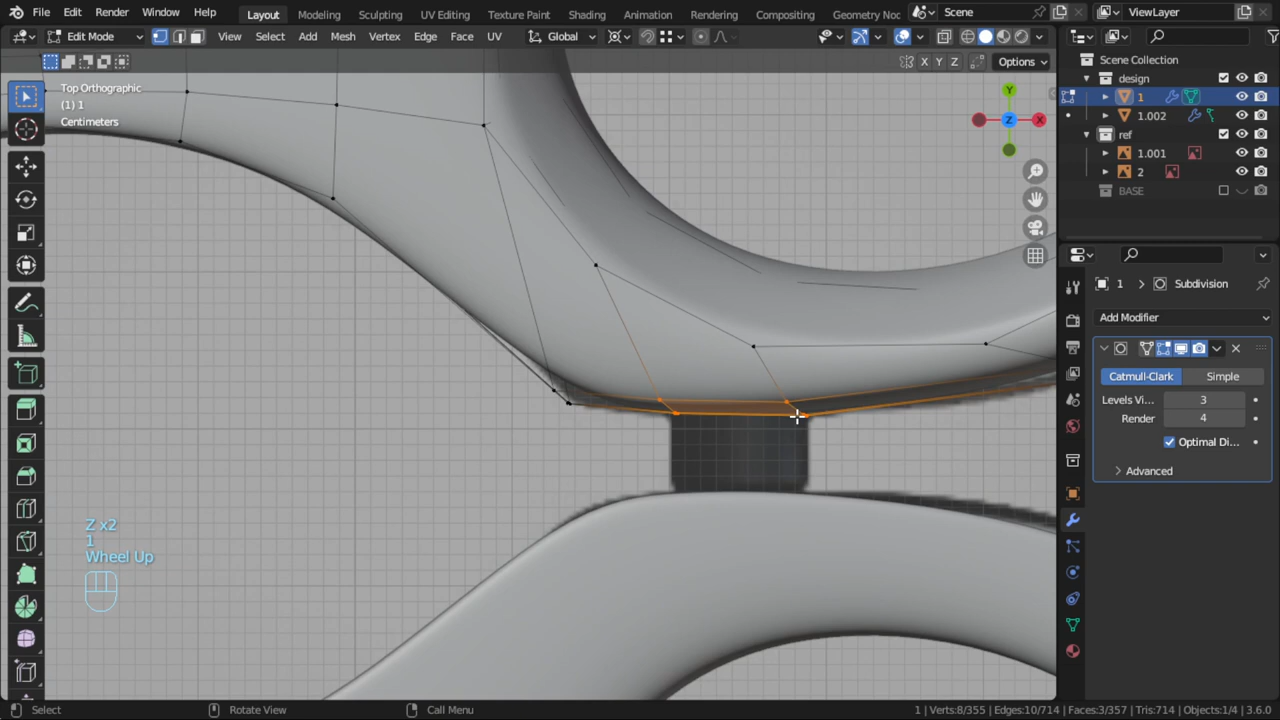 File Edit Render Window Help Layout Modeling Sculpting UV Editing Texture Paint Shading Animation Rendering Compositing Geometry Noc Scene ViewLayer
Edit Mode View Select Add Mesh Vertex Edge Face UV Global
X Y Z Options
Top Orthographic
(1) 1
Centimeters
Y
Z X
Scene Collection
design
1
1.002
ref
1.001
2
BASE
1 Subdivision
Add Modifier
Catmull-Clark Simple
Levels Vi... 3
Render 4
Optimal Di...
Advanced
Z x2
1
Wheel Up
Select Rotate View Call Menu 1 | Verts:8/355 | Edges:10/714 | Faces:3/357 | Tris:714 | Objects:1/4 | 3.6.0